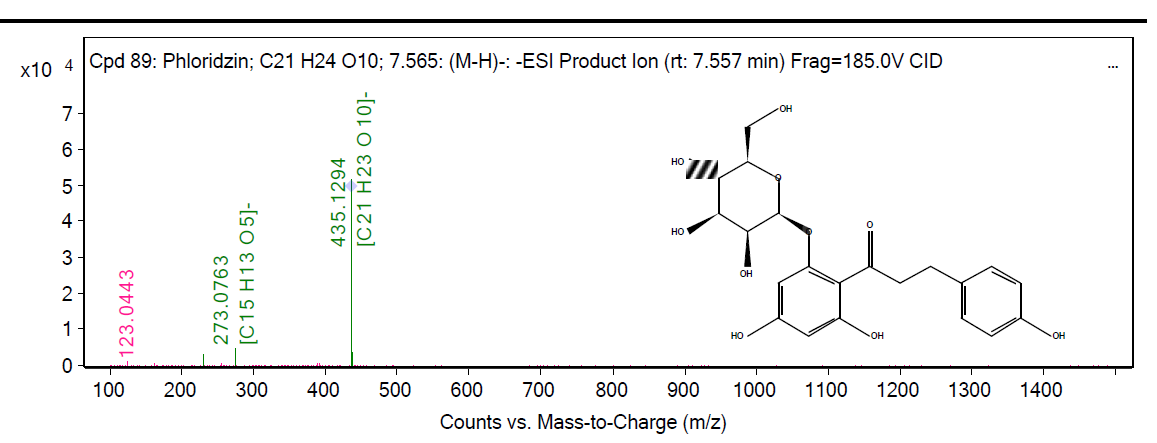 x10 4
Cpd 89: Phloridzin; C21 H24 O10; 7.565: (M-H)-: -ESI Product Ion (rt: 7.557 min) Frag=185.0V CID ...
7
6
5
4
3
2
1
0
123.0443
273.0763
[C15 H13 O5]-
435.1294
[C21 H23 O 10]-
OH
HO
O
HO
OH
O
O
HO
OH
OH
100 200 300 400 500 600 700 800 900 1000 1100 1200 1300 1400
Counts vs. Mass-to-Charge (m/z)